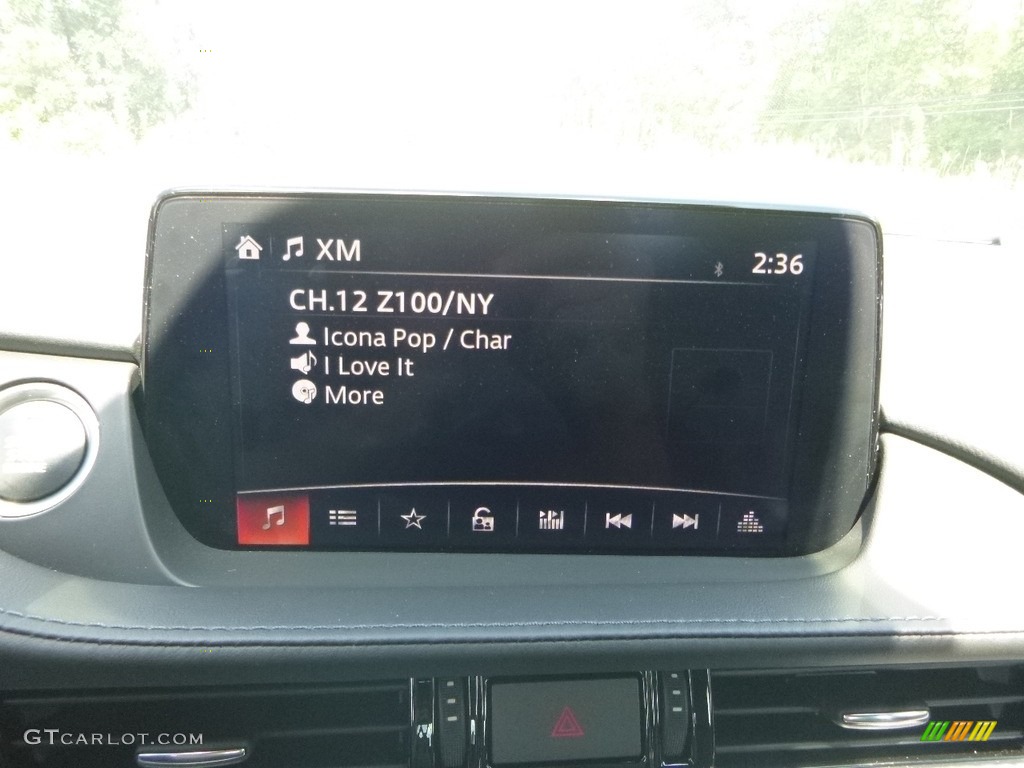 XM
2:36
CH.12 Z100/NY
Icona Pop / Char
I Love It
More
GTCARLOT.COM